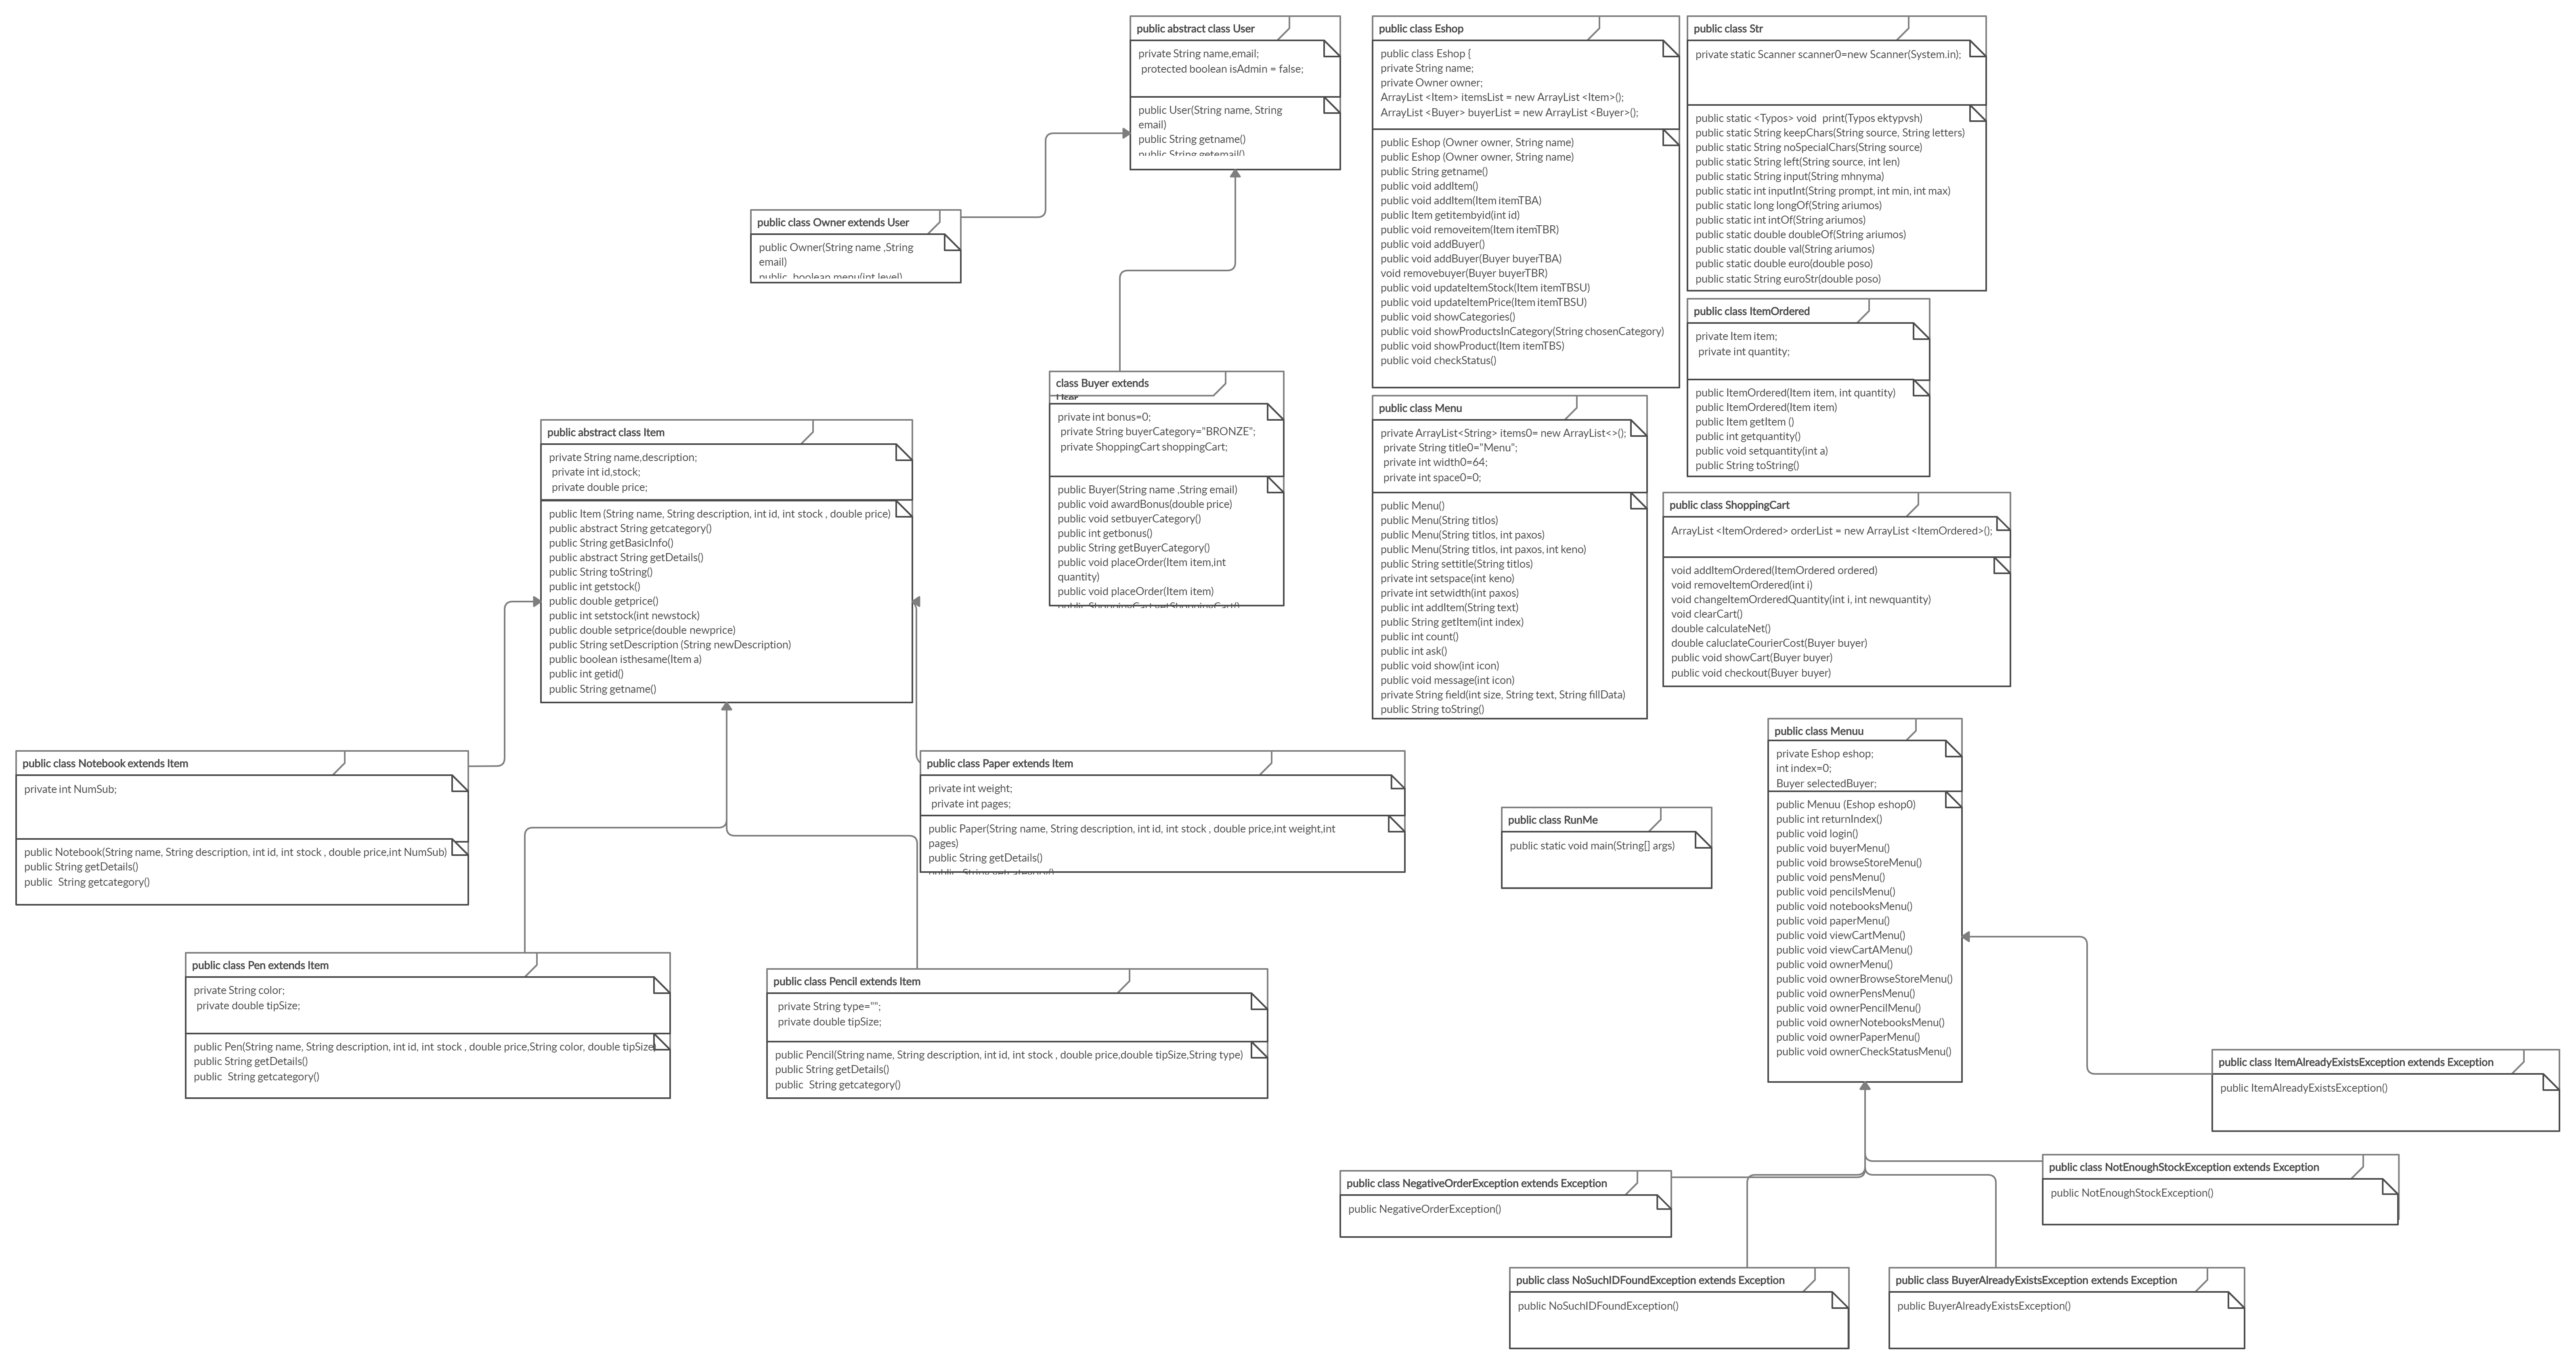 public abstract class User
private String name,email;
protected boolean isAdmin = false;
public User(String name, String
email)
public String getname()
public String getemail()
public class Eshop
public class Eshop {
private String name;
private Owner owner;
ArrayList <Item> itemsList = new ArrayList <Item>();
ArrayList <Buyer> buyerList = new ArrayList <Buyer>();
public Eshop (Owner owner, String name)
public Eshop (Owner owner, String name)
public String getname()
public void addItem()
public void addItem(Item itemTBA)
public Item getitembyid(int id)
public void removeitem(Item itemTBR)
public void addBuyer()
public void addBuyer(Buyer buyerTBA)
void removebuyer(Buyer buyerTBR)
public void updateItemStock(Item itemTBSU)
public void updateItemPrice(Item itemTBSU)
public void showCategories()
public void showProductsInCategory(String chosenCategory)
public void showProduct(Item itemTBS)
public void checkStatus()
public class Str
private static Scanner scanner0=new Scanner(System.in);
public static <Typos> void  print(Typos ektypvsh)
public static String keepChars(String source, String letters)
public static String noSpecialChars(String source)
public static String left(String source, int len)
public static String input(String mhnyma)
public static int inputInt(String prompt, int min, int max)
public static long longOf(String ariumos)
public static int intOf(String ariumos)
public static double doubleOf(String ariumos)
public static double val(String ariumos)
public static double euro(double poso)
public static String euroStr(double poso)
public class Owner extends User
public Owner(String name ,String
email)
public  boolean menu(int level)
public class ItemOrdered
private Item item;
private int quantity;
public ItemOrdered(Item item, int quantity)
public ItemOrdered(Item item)
public Item getItem ()
public int getquantity()
public void setquantity(int a)
public String toString()
class Buyer extends
User
private int bonus=0;
private String buyerCategory="BRONZE";
private ShoppingCart shoppingCart;
public Buyer(String name ,String email)
public void awardBonus(double price)
public void setbuyerCategory()
public int getbonus()
public String getBuyerCategory()
public void placeOrder(Item item,int
quantity)
public void placeOrder(Item item)
public ShoppingCart getShoppingCart()
public class Menu
private ArrayList<String> items0= new ArrayList<>();
private String title0="Menu";
private int width0=64;
private int space0=0;
public Menu()
public Menu(String titlos)
public Menu(String titlos, int paxos)
public Menu(String titlos, int paxos, int keno)
public String settitle(String titlos)
private int setspace(int keno)
private int setwidth(int paxos)
public int addItem(String text)
public String getItem(int index)
public int count()
public int ask()
public void show(int icon)
public void message(int icon)
private String field(int size, String text, String fillData)
public String toString()
public abstract class Item
private String name,description;
private int id,stock;
private double price;
public Item (String name, String description, int id, int stock , double price)
public abstract String getcategory()
public String getBasicInfo()
public abstract String getDetails()
public String toString()
public int getstock()
public double getprice()
public int setstock(int newstock)
public double setprice(double newprice)
public String setDescription (String newDescription)
public boolean isthesame(Item a)
public int getid()
public String getname()
public class ShoppingCart
ArrayList <ItemOrdered> orderList = new ArrayList <ItemOrdered>();
void addItemOrdered(ItemOrdered ordered)
void removeItemOrdered(int i)
void changeItemOrderedQuantity(int i, int newquantity)
void clearCart()
double calculateNet()
double caluclateCourierCost(Buyer buyer)
public void showCart(Buyer buyer)
public void checkout(Buyer buyer)
public class Menuu
private Eshop eshop;
int index=0;
Buyer selectedBuyer;
public Menuu (Eshop eshop0)
public int returnIndex()
public void login()
public void buyerMenu()
public void browseStoreMenu()
public void pensMenu()
public void pencilsMenu()
public void notebooksMenu()
public void paperMenu()
public void viewCartMenu()
public void viewCartAMenu()
public void ownerMenu()
public void ownerBrowseStoreMenu()
public void ownerPensMenu()
public void ownerPencilMenu()
public void ownerNotebooksMenu()
public void ownerPaperMenu()
public void ownerCheckStatusMenu()
public class Notebook extends Item
private int NumSub;
public Notebook(String name, String description, int id, int stock , double price,int NumSub)
public String getDetails()
public  String getcategory()
public class Paper extends Item
private int weight;
private int pages;
public Paper(String name, String description, int id, int stock , double price,int weight,int
pages)
public String getDetails()
public  String getcategory()
public class RunMe
public static void main(String[] args)
public class Pen extends Item
private String color;
private double tipSize;
public Pen(String name, String description, int id, int stock , double price,String color, double tipSize)
public String getDetails()
public  String getcategory()
public class Pencil extends Item
private String type="";
private double tipSize;
public Pencil(String name, String description, int id, int stock , double price,double tipSize,String type)
public String getDetails()
public  String getcategory()
public class ItemAlreadyExistsException extends Exception
public ItemAlreadyExistsException()
public class NotEnoughStockException extends Exception
public NotEnoughStockException()
public class NegativeOrderException extends Exception
public NegativeOrderException()
public class NoSuchIDFoundException extends Exception
public NoSuchIDFoundException()
public class BuyerAlreadyExistsException extends Exception
public BuyerAlreadyExistsException()